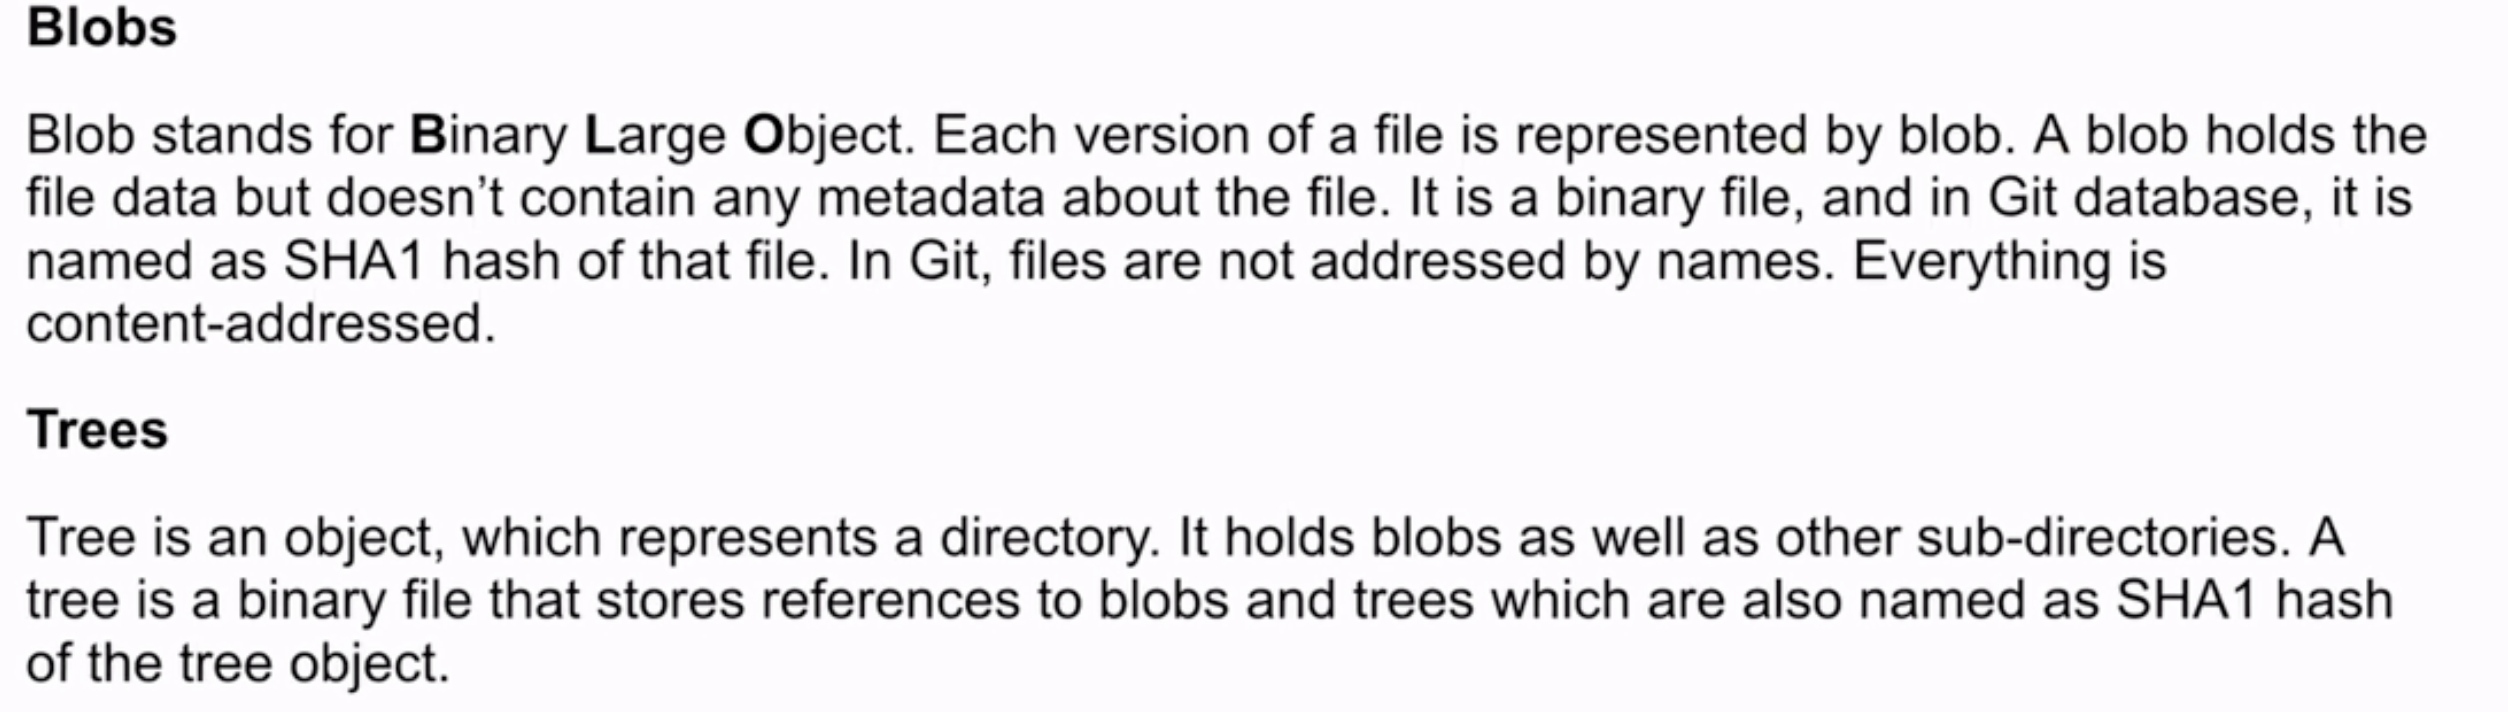 Blobs
Blob stands for Binary Large Object. Each version of a file is represented by blob. A blob holds the
file data but doesn’t contain any metadata about the file. It is a binary file, and in Git database, it is
named as SHA1 hash of that file. In Git, files are not addressed by names. Everything is
content-addressed.
Trees
Tree is an object, which represents a directory. It holds blobs as well as other sub-directories. A
tree is a binary file that stores references to blobs and trees which are also named as SHA1 hash
of the tree object.